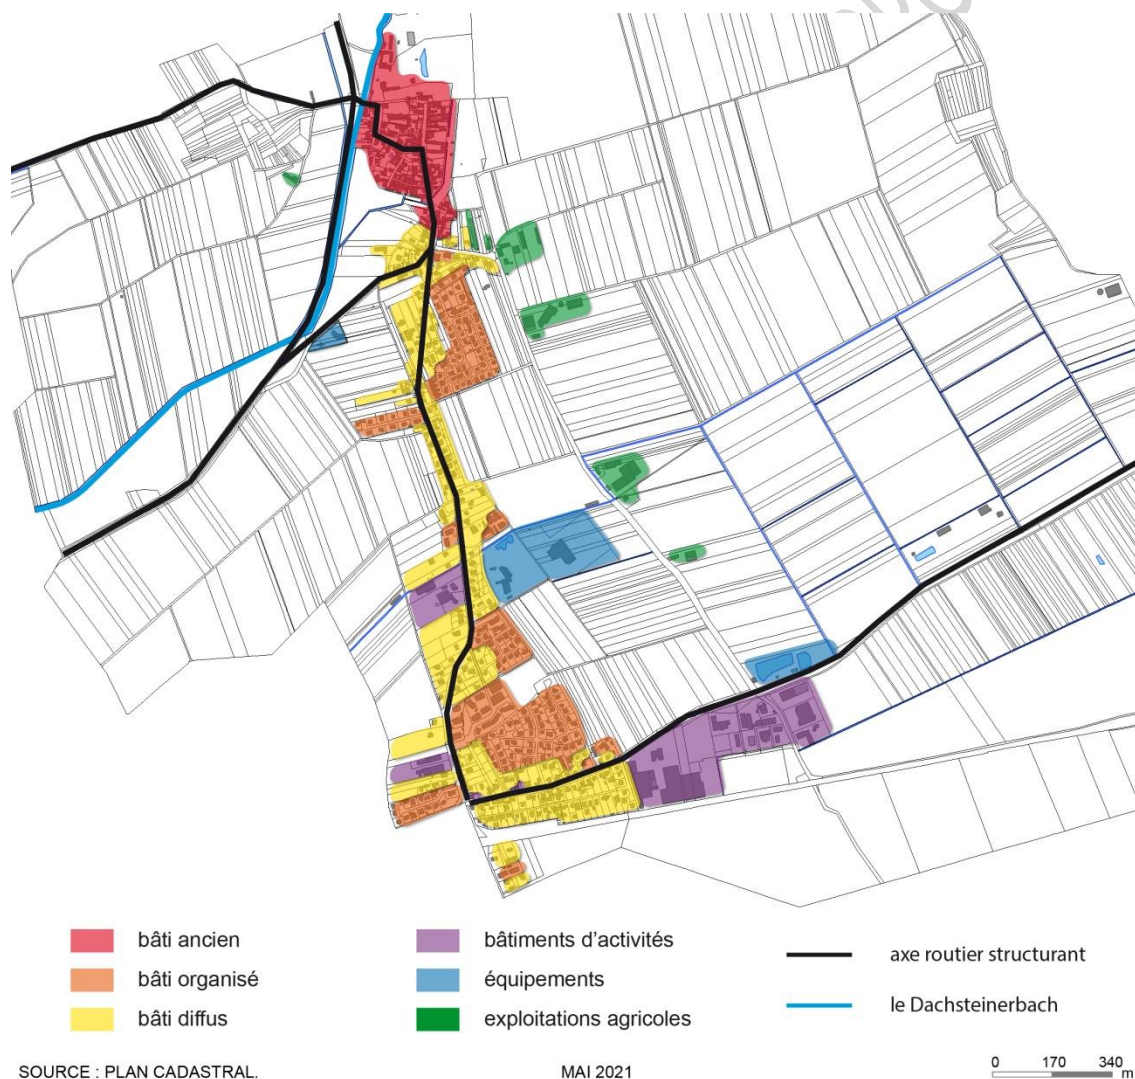 bâti ancien
bâti organisé
bâti diffus
bâtiments d'activités
équipements
exploitations agricoles
axe routier structurant
le Dachsteinerbach
SOURCE : PLAN CADASTRAL.
MAI 2021
0 170 340 m